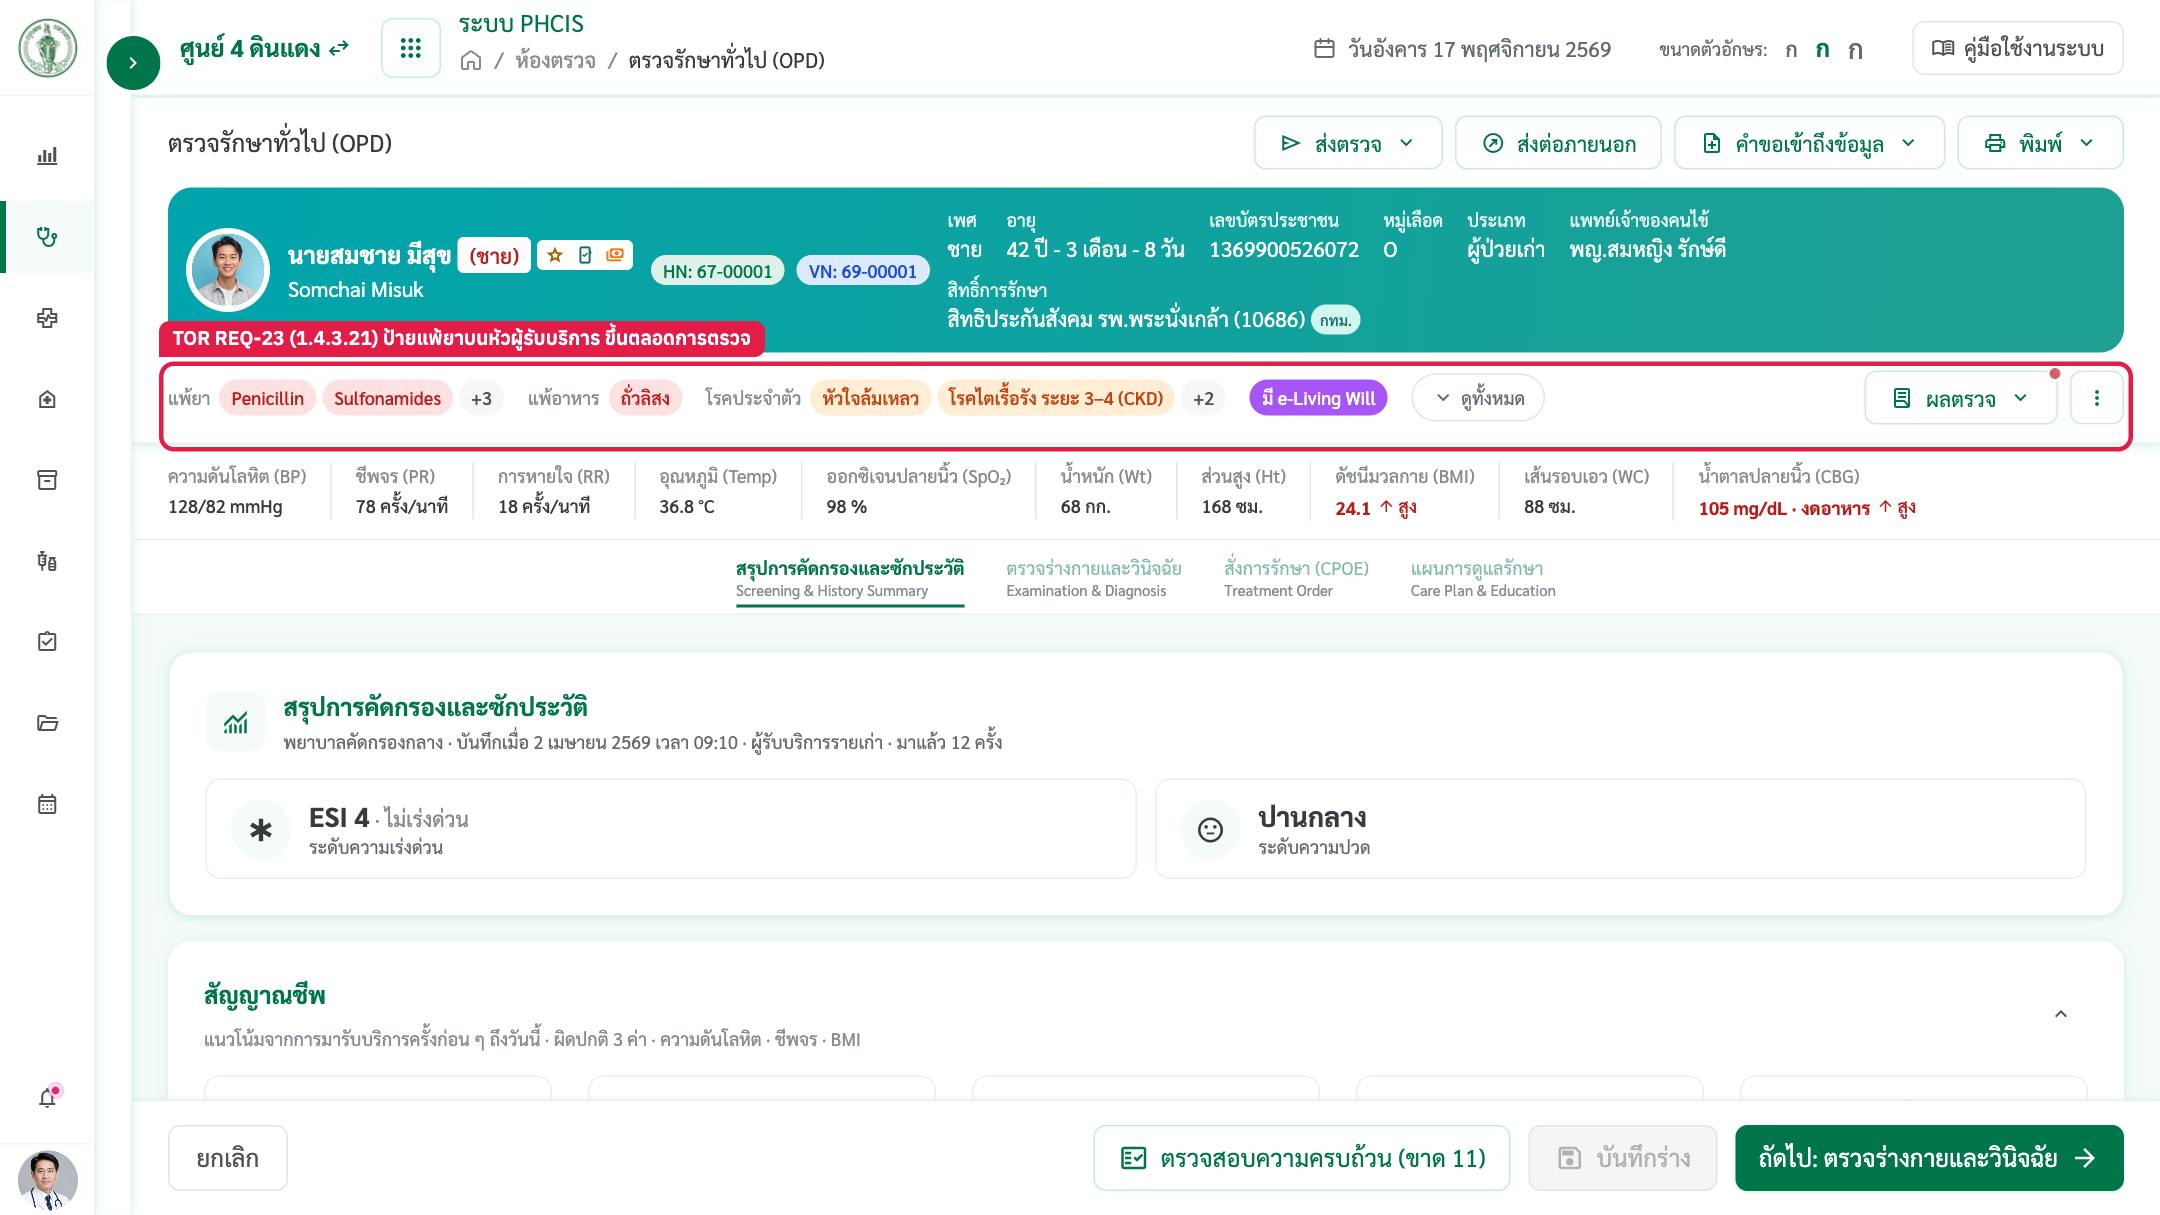 ศูนย์ 4 ดินแดง
ระบบ PHCIS
/ ห้องตรวจ / ตรวจรักษาทั่วไป (OPD)
วันอังคาร 17 พฤศจิกายน 2569
ขนาดตัวอักษร: ก ก ก
คู่มือใช้งานระบบ
ตรวจรักษาทั่วไป (OPD)
ส่งตรวจ
ส่งต่อภายนอก
คำขอเข้าถึงข้อมูล
พิมพ์
นายสมชาย มีสุข (ชาย)
Somchai Misuk
HN: 67-00001
VN: 69-00001
เพศ
ชาย
อายุ
42 ปี - 3 เดือน - 8 วัน
เลขบัตรประชาชน
1369900526072
หมู่เลือด
O
ประเภท
ผู้ป่วยเก่า
แพทย์เจ้าของคนไข้
พญ.สมหญิง รักษ์ดี
สิทธิ์การรักษา
สิทธิประกันสังคม รพ.พระนั่งเกล้า (10686) กทม.
TOR REQ-23 (1.4.3.21) ป้ายแพ้ยาบนหัวผู้รับบริการ ขึ้นตลอดการตรวจ
แพ้ยา Penicillin Sulfonamides +3 แพ้อาหาร ถั่วลิสง โรคประจำตัว หัวใจล้มเหลว โรคไตเรื้อรัง ระยะ 3–4 (CKD) +2 มี e-Living Will ดูทั้งหมด
ผลตรวจ
ความดันโลหิต (BP)
128/82 mmHg
ชีพจร (PR)
78 ครั้ง/นาที
การหายใจ (RR)
18 ครั้ง/นาที
อุณหภูมิ (Temp)
36.8 °C
ออกซิเจนปลายนิ้ว (SpO₂)
98 %
น้ำหนัก (Wt)
68 กก.
ส่วนสูง (Ht)
168 ซม.
ดัชนีมวลกาย (BMI)
24.1 ↑ สูง
เส้นรอบเอว (WC)
88 ซม.
น้ำตาลปลายนิ้ว (CBG)
105 mg/dL · งดอาหาร ↑ สูง
สรุปการคัดกรองและซักประวัติ
Screening & History Summary
ตรวจร่างกายและวินิจฉัย
Examination & Diagnosis
สั่งการรักษา (CPOE)
Treatment Order
แผนการดูแลรักษา
Care Plan & Education
สรุปการคัดกรองและซักประวัติ
พยาบาลคัดกรองกลาง · บันทึกเมื่อ 2 เมษายน 2569 เวลา 09:10 · ผู้รับบริการรายเก่า · มาแล้ว 12 ครั้ง
ESI 4 · ไม่เร่งด่วน
ระดับความเร่งด่วน
ปานกลาง
ระดับความปวด
สัญญาณชีพ
แนวโน้มจากการมารับบริการครั้งก่อน ๆ ถึงวันนี้ · ผิดปกติ 3 ค่า · ความดันโลหิต · ชีพจร · BMI
ยกเลิก
ตรวจสอบความครบถ้วน (ขาด 11)
บันทึกร่าง
ถัดไป: ตรวจร่างกายและวินิจฉัย →